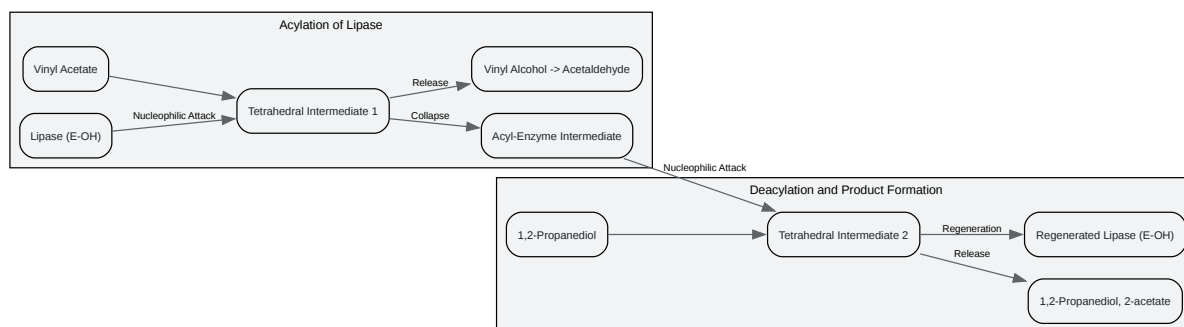 Acylation of Lipase
Vinyl Acetate
Vinyl Alcohol -> Acetaldehyde
Release
Tetrahedral Intermediate 1
Nucleophilic Attack
Collapse
Lipase (E-OH)
Acyl-Enzyme Intermediate
Nucleophilic Attack
Deacylation and Product Formation
1,2-Propanediol
Tetrahedral Intermediate 2
Regeneration
Regenerated Lipase (E-OH)
Release
1,2-Propanediol, 2-acetate